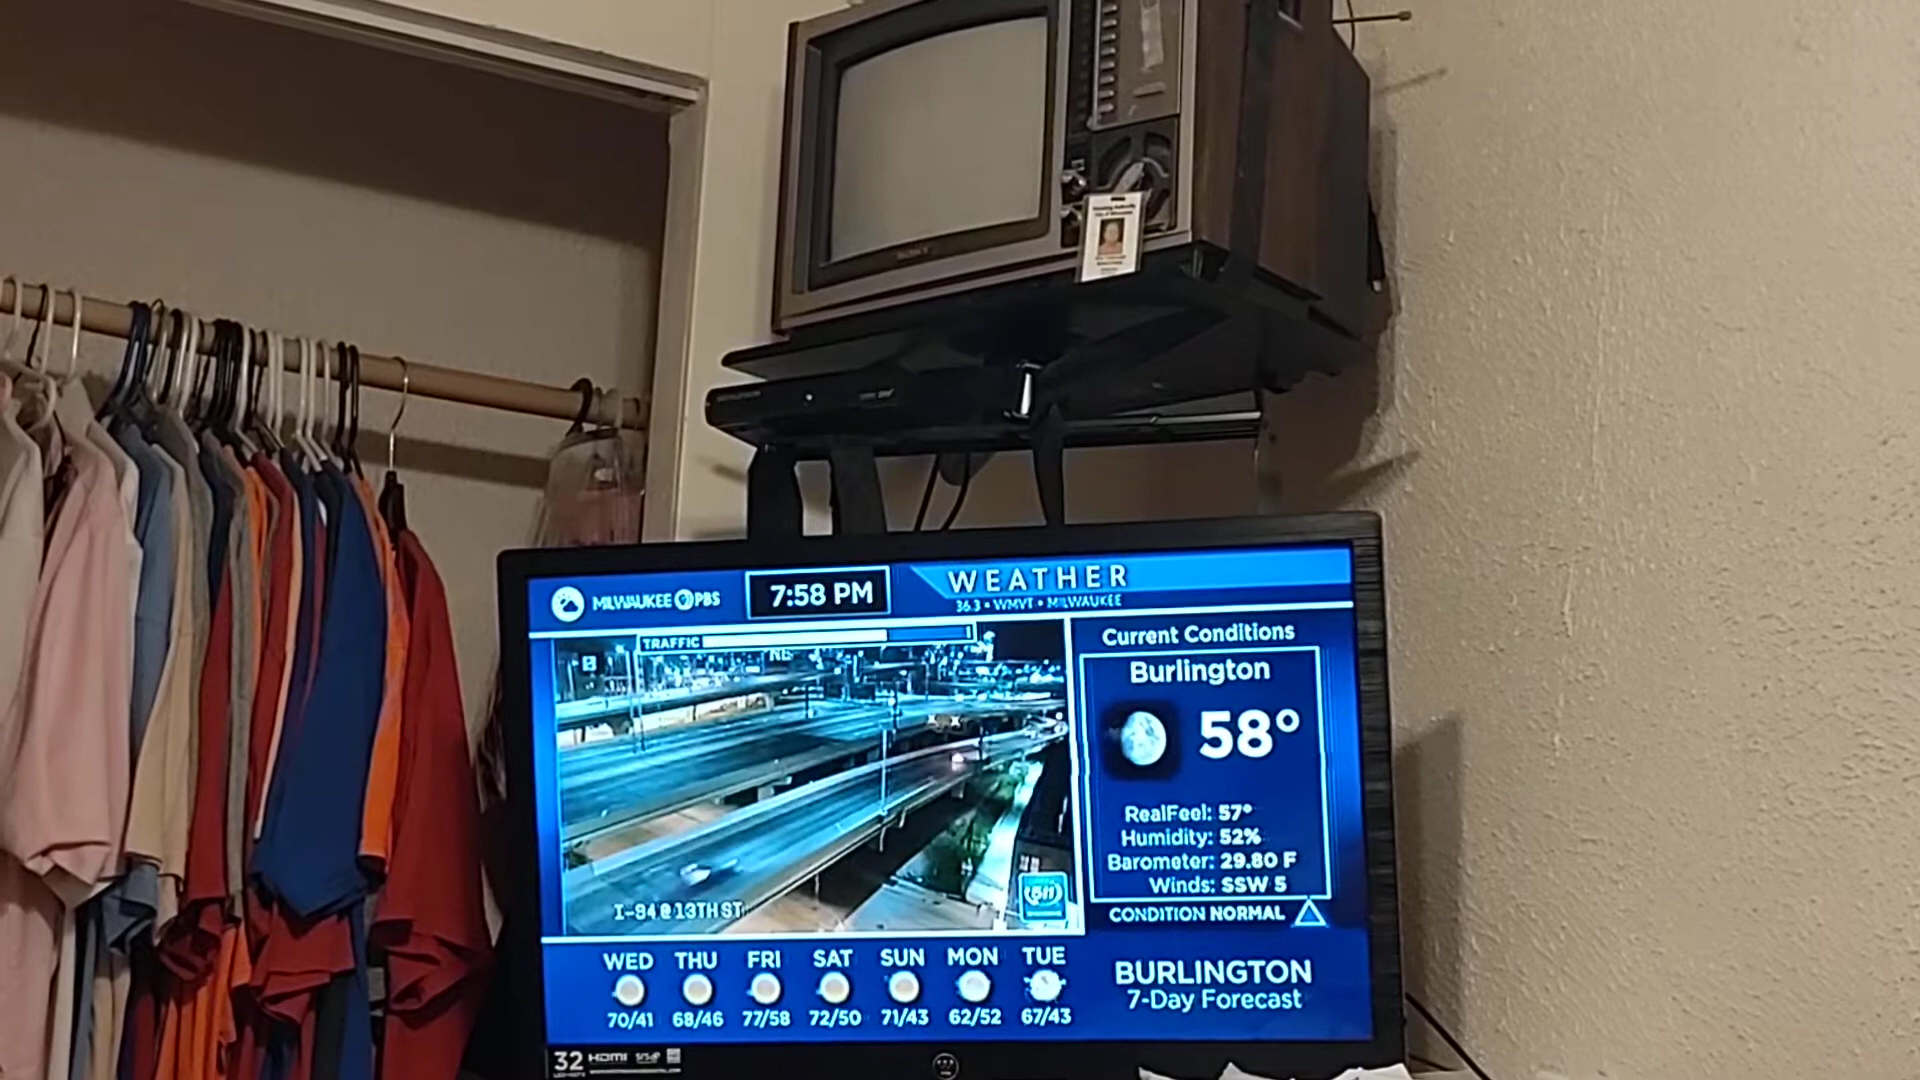 SONY
MILWAUKEE PBS
7:58 PM
WEATHER
36.3 • WMVT • MILWAUKEE
TRAFFIC
Current Conditions
Burlington
58°
RealFeel: 57°
Humidity: 52%
Barometer: 29.80 F
Winds: SSW 5
CONDITION NORMAL
I-94 @ 13TH ST
511
WED THU FRI SAT SUN MON TUE
70/41 68/46 77/58 72/50 71/43 62/52 67/43
BURLINGTON
7-Day Forecast
32 HDMI